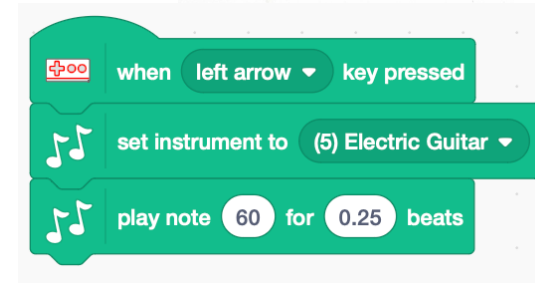 when left arrow key pressed
set instrument to (5) Electric Guitar
play note 60 for 0.25 beats